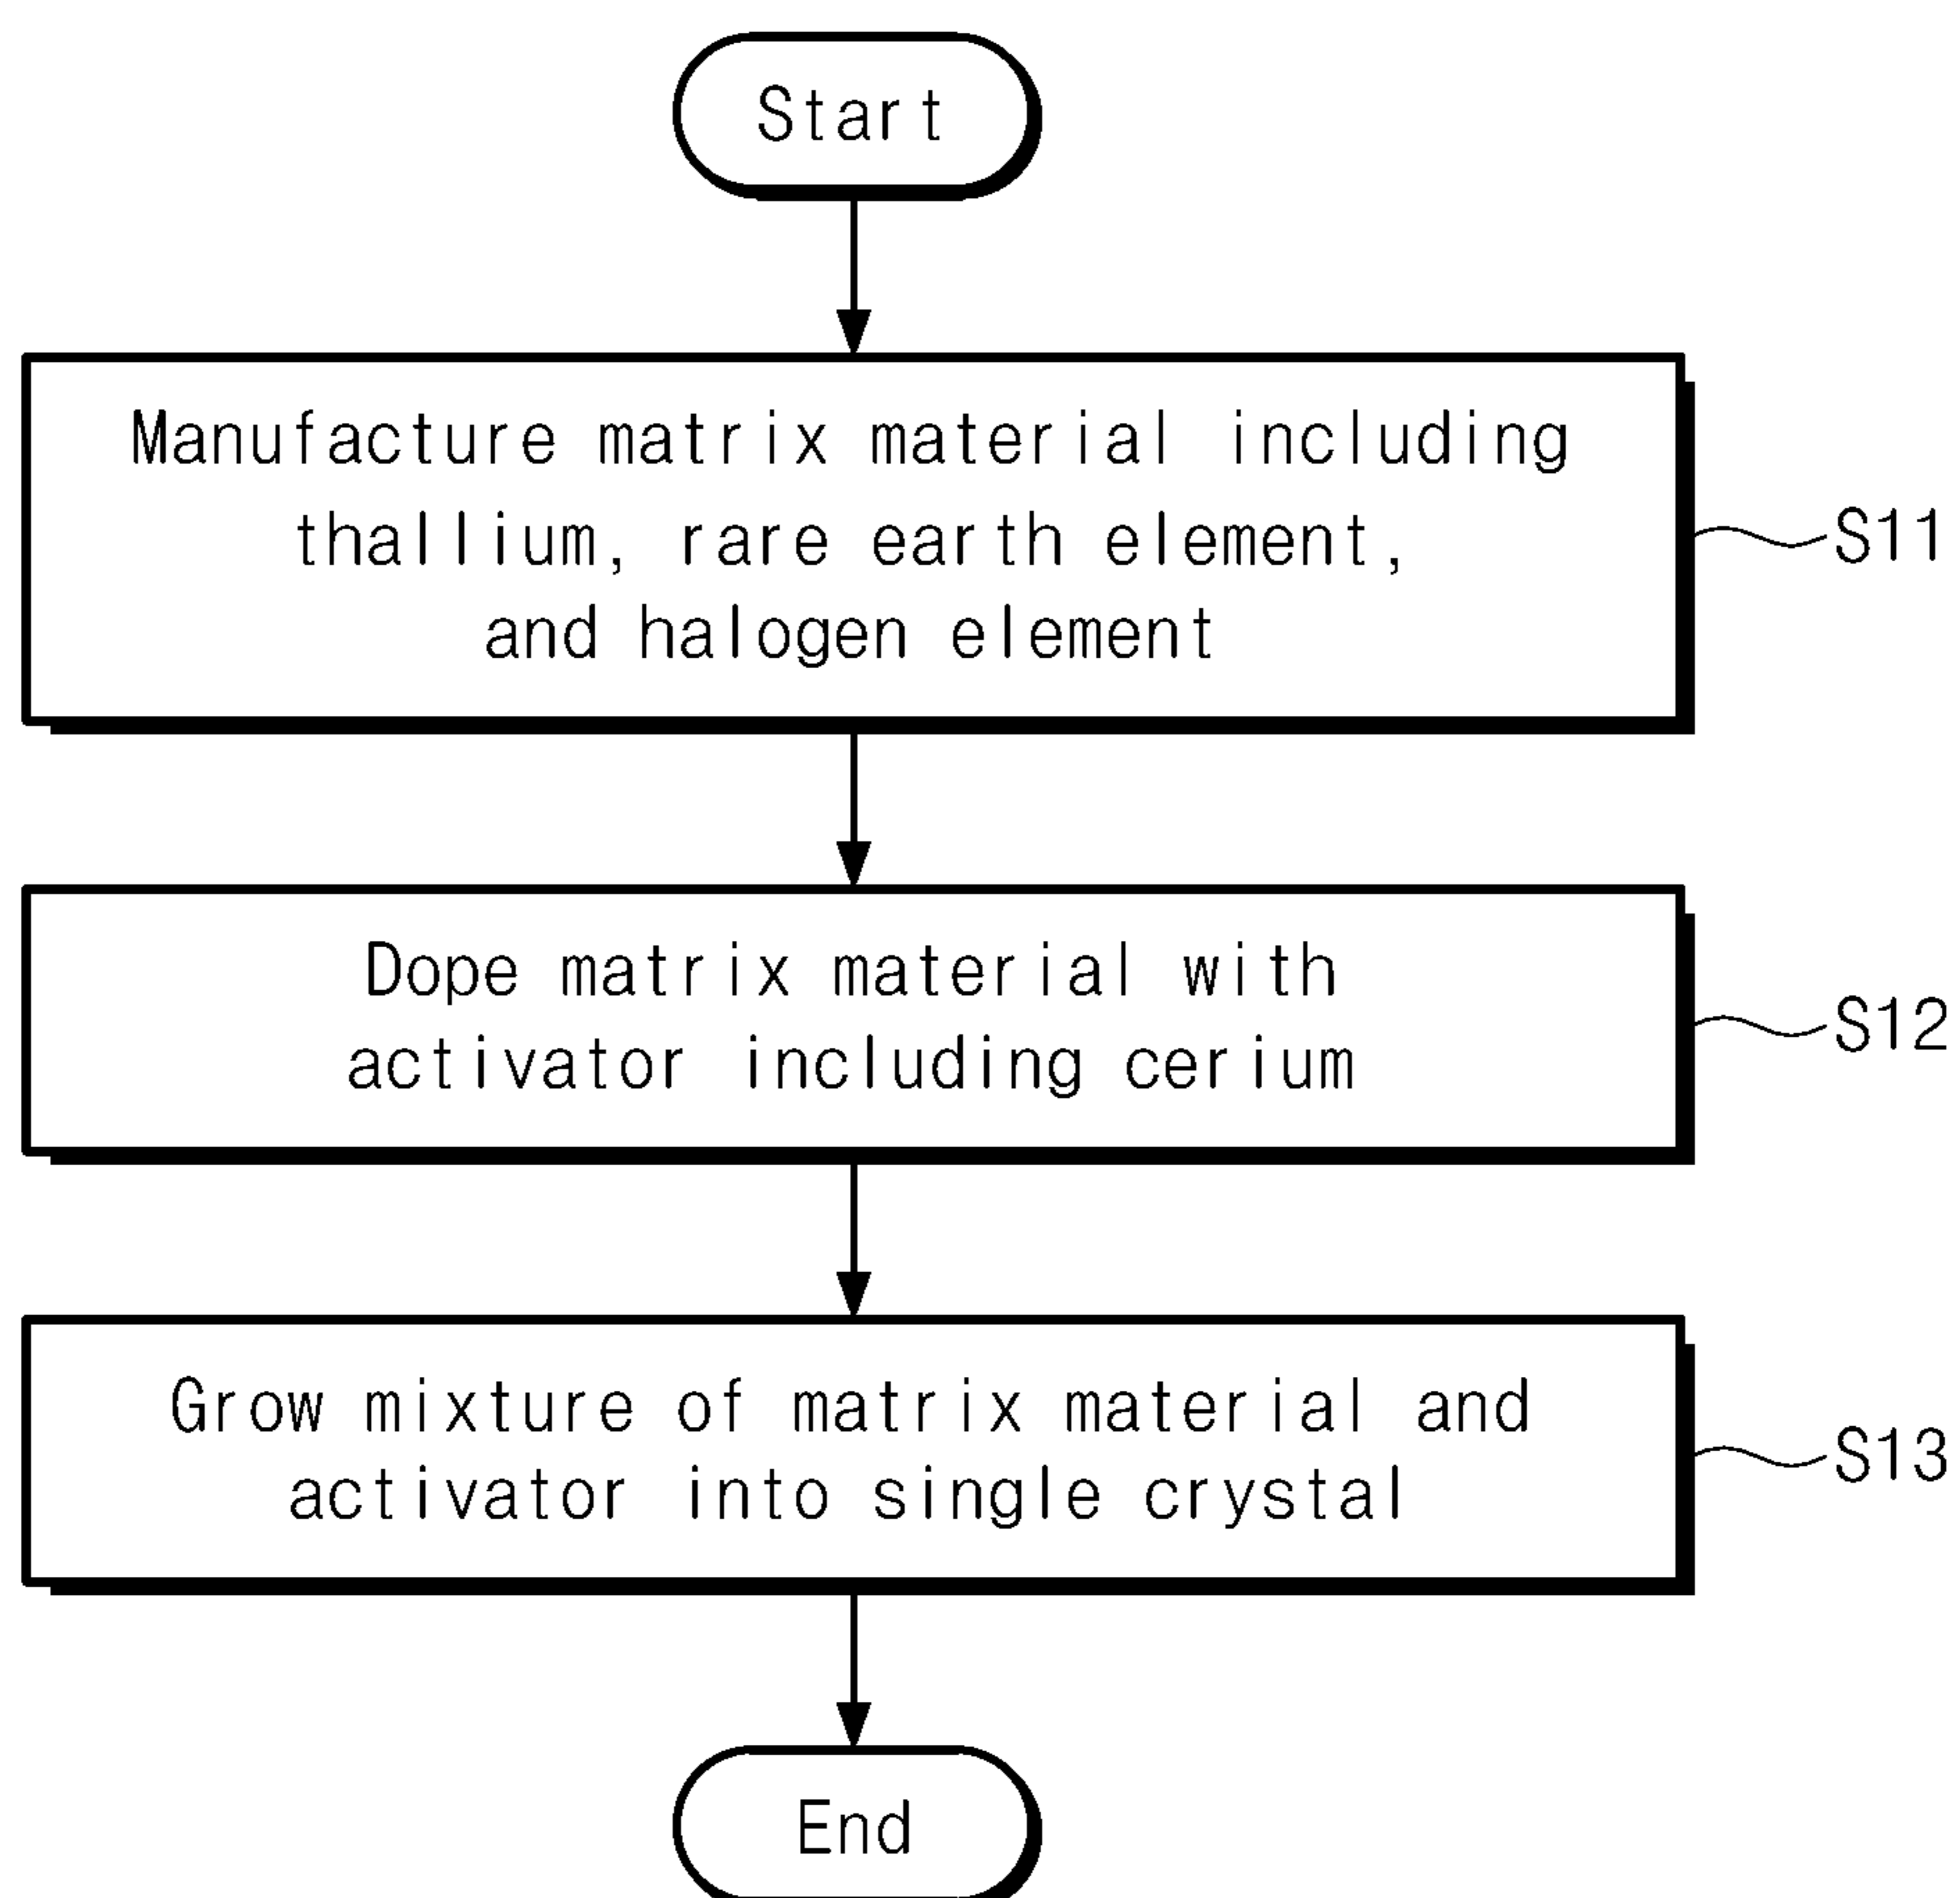 Start
Manufacture matrix material including
thallium, rare earth element,
and halogen element
S11
Dope matrix material with
activator including cerium
S12
Grow mixture of matrix material and
activator into single crystal
S13
End